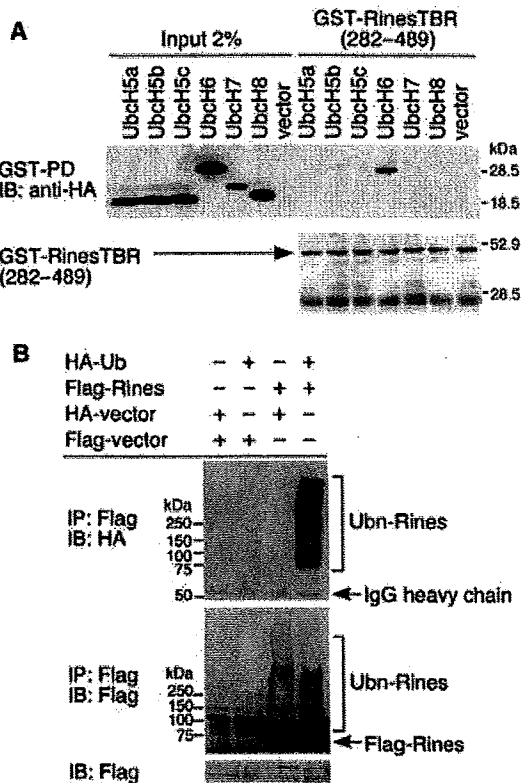 A
Input 2%
GST-RinesTBR
(282–489)
UbcH5a
UbcH5b
UbcH5c
UbcH6
UbcH7
UbcH8
vector
UbcH5a
UbcH5b
UbcH5c
UbcH6
UbcH7
UbcH8
vector
GST-PD
IB: anti-HA
kDa
-28.5
-18.5
GST-RinesTBR
(282–489)
-52.9
-28.5
B
HA-Ub − + − +
Flag-Rines − − + +
HA-vector + − + −
Flag-vector + + − −
IP: Flag
IB: HA
kDa
250-
150-
100-
75-
50-
Ubn-Rines
IgG heavy chain
IP: Flag
IB: Flag
kDa
250-
150-
100-
75-
Ubn-Rines
Flag-Rines
IB: Flag